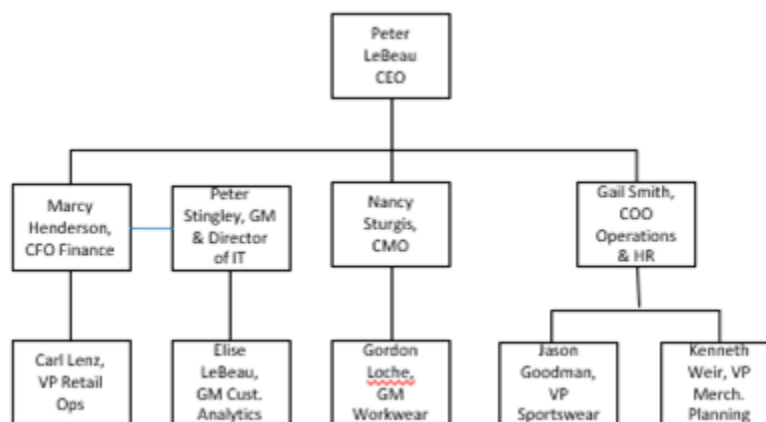 Peter
LeBeau
CEO
Marcy
Henderson,
CFO Finance
Peter
Stingley, GM
& Director
of IT
Nancy
Sturgis,
CMO
Gail Smith,
COO
Operations
& HR
Carl Lenz,
VP Retail
Ops
Elise
LeBeau,
GM Cust.
Analytics
Gordon
Loche,
GM
Workwear
Jason
Goodman,
VP
Sportswear
Kenneth
Weir, VP
Merch.
Planning